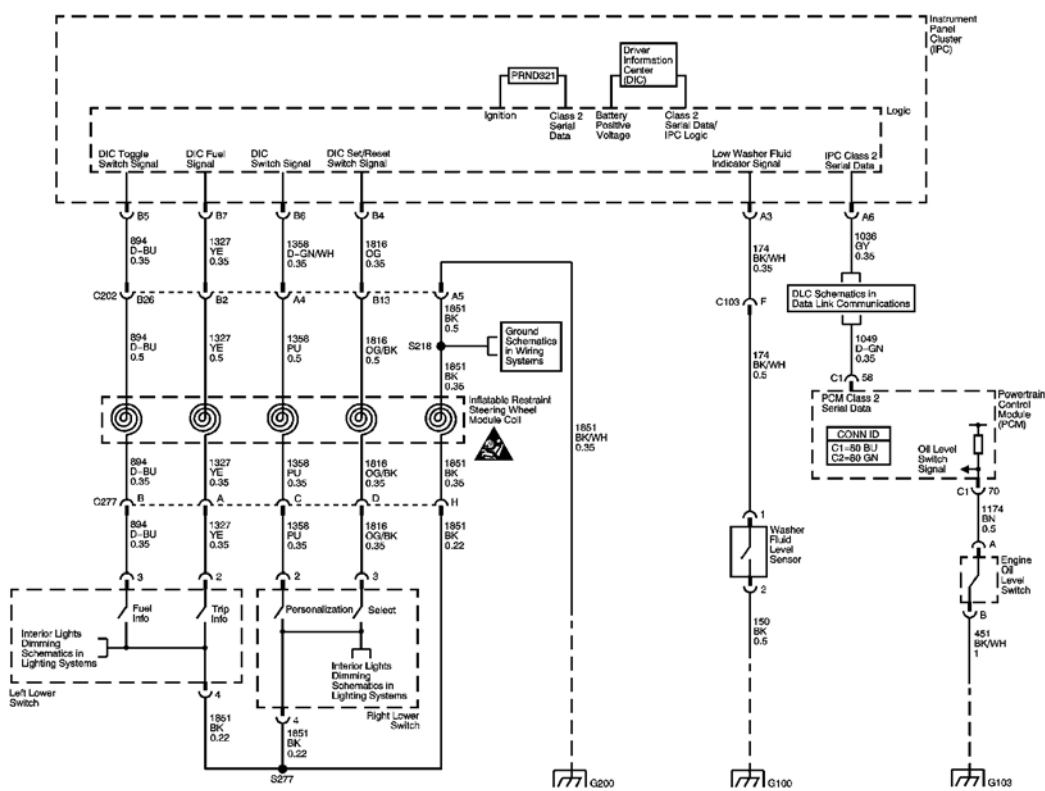 Instrument
Panel
Cluster
(IPC)
Driver
Information
Center
(DIC)
PRND321
Ignition
Class 2
Serial
Data
Battery
Positive
Voltage
Class 2
Serial Data/
IPC Logic
Logic
DIC Toggle
Switch Signal
DIC Fuel
Signal
DIC
Switch Signal
DIC Set/Reset
Switch Signal
Low Washer Fluid
Indicator Signal
IPC Class 2
Serial Data
B5
B7
B6
B4
A3
A6
894
D-BU
0.35
1327
YE
0.35
1358
D-GN/WH
0.35
1816
OG
0.35
174
BK/WH
0.35
1036
GY
0.35
C202
B26
B2
A4
B13
A5
C103
F
DLC Schematics in
Data Link Communications
1851
BK
0.5
894
D-BU
0.5
1327
YE
0.5
1358
PU
0.5
1816
OG/BK
0.5
S218
Ground
Schematics
in Wiring
Systems
1851
BK
0.35
174
BK/WH
0.5
1049
D-GN
0.35
C1
58
Inflatable Restraint
Steering Wheel
Module Coil
1851
BK/WH
0.35
PCM Class 2
Serial Data
Powertrain
Control
Module
(PCM)
CONN ID
C1=80 BU
C2=80 GN
Oil Level
Switch
Signal
C1
70
894
D-BU
0.35
1327
YE
0.35
1358
PU
0.35
1816
OG/BK
0.35
1851
BK
0.35
C277
B
A
C
D
H
894
D-BU
0.35
1327
YE
0.35
1358
PU
0.35
1816
OG/BK
0.35
1851
BK
0.22
1
Washer
Fluid
Level
Sensor
2
1174
BN
0.5
A
Engine
Oil
Level
Switch
B
3
2
2
3
Fuel
Info
Trip
Info
Personalization
Select
Interior Lights
Dimming
Schematics in
Lighting Systems
Interior Lights
Dimming
Schematics in
Lighting Systems
150
BK
0.5
451
BK/WH
1
Left Lower
Switch
4
Right Lower
Switch
4
1851
BK
0.22
1851
BK
0.22
S277
G200
G100
G103